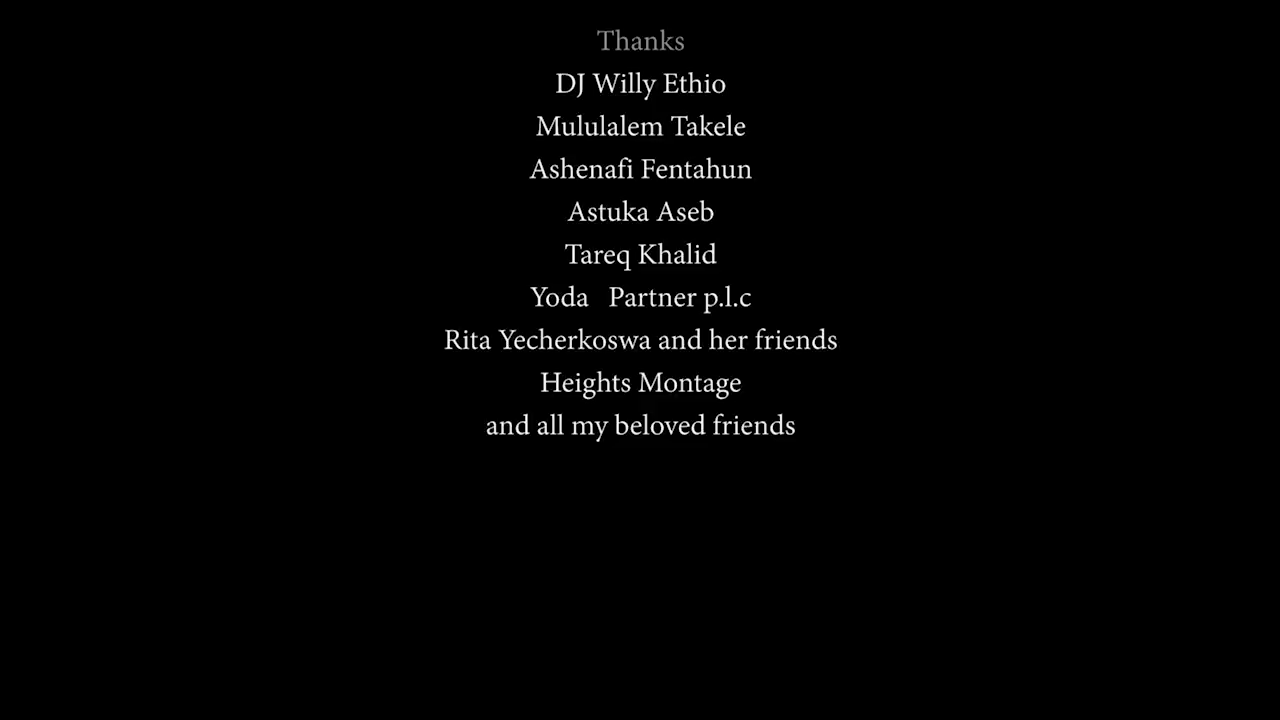 Thanks
DJ Willy Ethio
Mululalem Takele
Ashenafi Fentahun
Astuka Aseb
Tareq Khalid
Yoda   Partner p.l.c
Rita Yecherkoswa and her friends
Heights Montage
and all my beloved friends